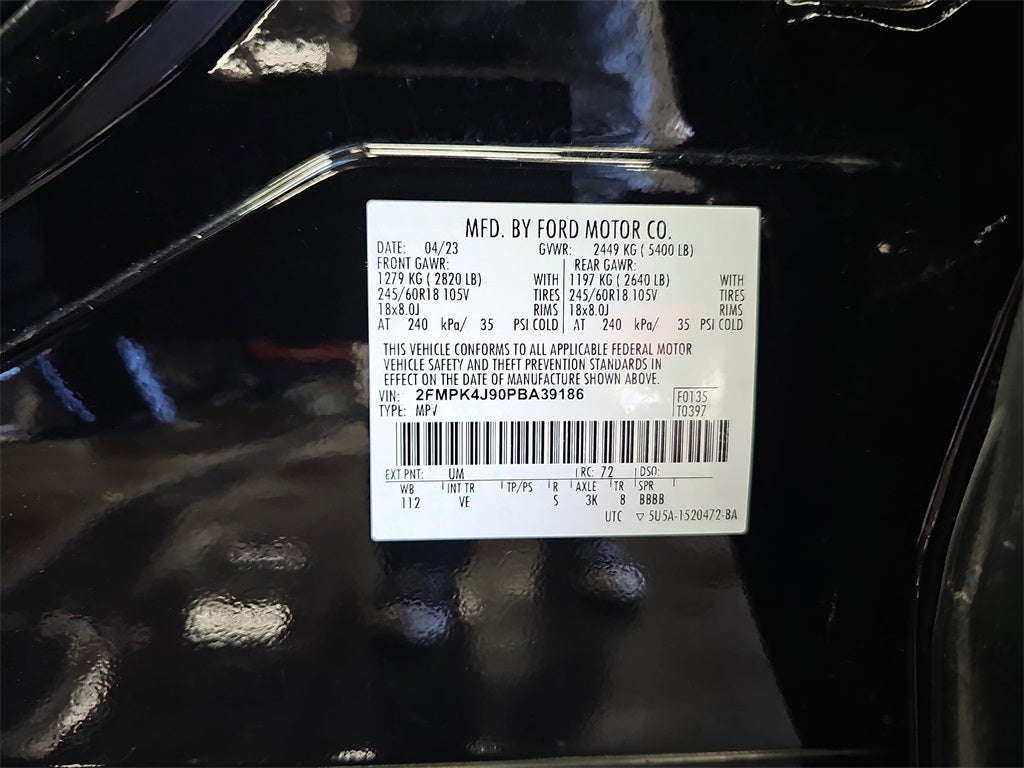 MFD. BY FORD MOTOR CO.
DATE: 04/23 GVWR: 2449 KG ( 5400 LB)
FRONT GAWR: REAR GAWR:
1279 KG ( 2820 LB) WITH 1197 KG ( 2640 LB) WITH
245/60R18 105V TIRES 245/60R18 105V TIRES
18x8.0J RIMS 18x8.0J RIMS
AT 240 kPa/ 35 PSI COLD AT 240 kPa/ 35 PSI COLD
THIS VEHICLE CONFORMS TO ALL APPLICABLE FEDERAL MOTOR
VEHICLE SAFETY AND THEFT PREVENTION STANDARDS IN
EFFECT ON THE DATE OF MANUFACTURE SHOWN ABOVE.
VIN: 2FMPK4J90PBA39186 F0135
TYPE: MPV T0397
EXT PNT: UM RC: 72 DSO:
WB INT TR TP/PS R AXLE TR SPR
112 VE S 3K 8 BBBB
UTC ▽ 5U5A-1520472-BA